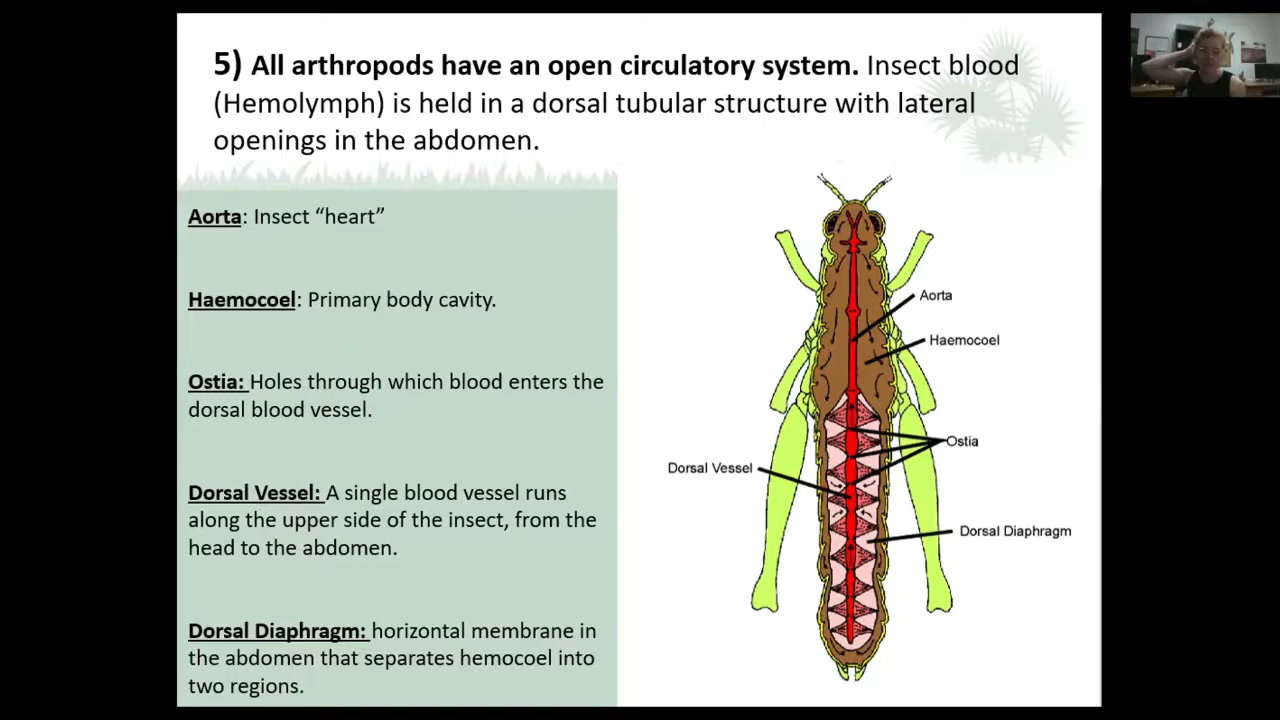 5) All arthropods have an open circulatory system. Insect blood
(Hemolymph) is held in a dorsal tubular structure with lateral
openings in the abdomen.
Aorta: Insect “heart”
Haemocoel: Primary body cavity.
Ostia: Holes through which blood enters the
dorsal blood vessel.
Dorsal Vessel: A single blood vessel runs
along the upper side of the insect, from the
head to the abdomen.
Dorsal Diaphragm: horizontal membrane in
the abdomen that separates hemocoel into
two regions.
Aorta
Haemocoel
Ostia
Dorsal Vessel
Dorsal Diaphragm